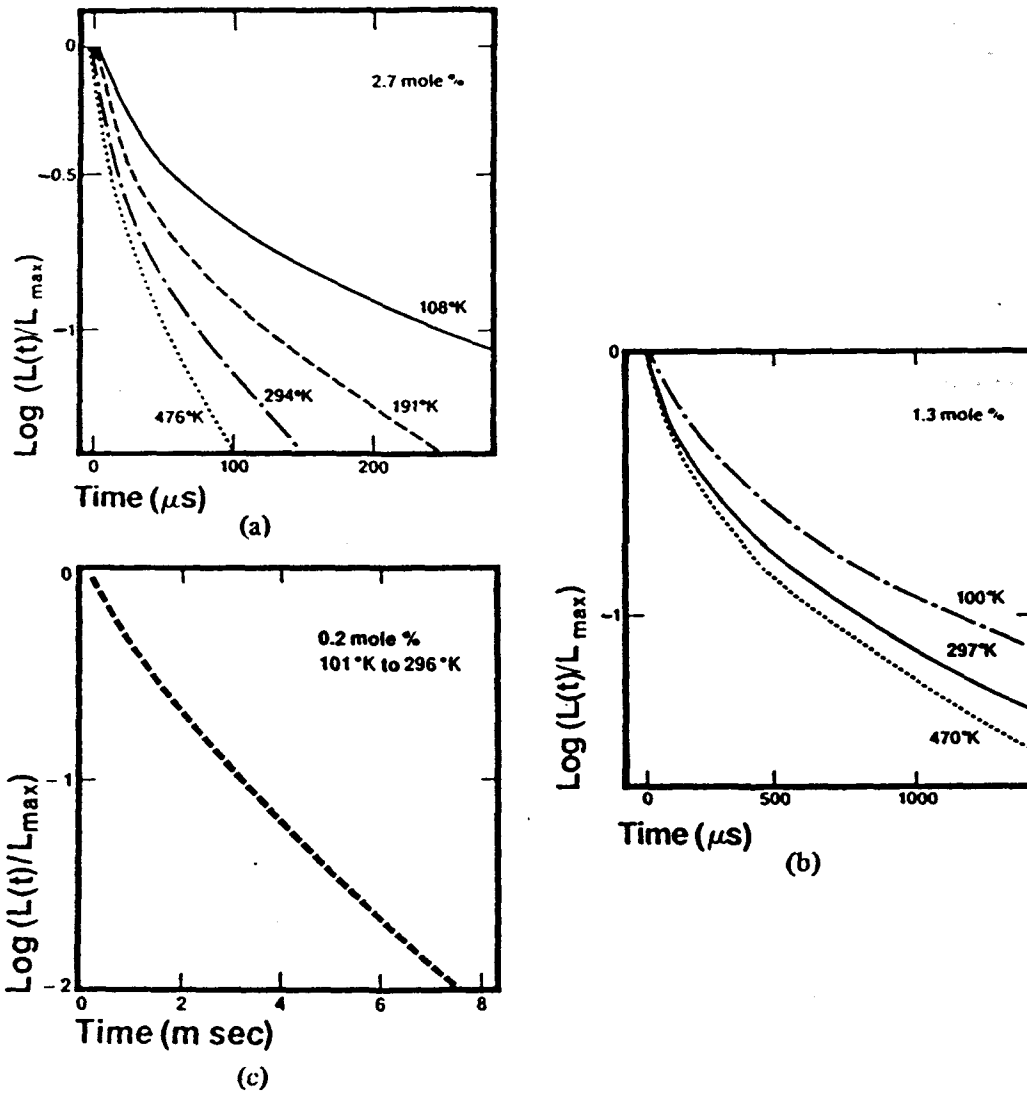 0
2.7 mole %
-0.5
108°K
-1
294°K
191°K
476°K
0
100
200
Log (L(t)/L max)
Time (μs)
(a)
0
1.3 mole %
100°K
-1
297°K
470°K
0
500
1000
Log (L(t)/L max)
Time (μs)
(b)
0
0.2 mole %
101°K to 296°K
-1
-2
0
2
4
6
8
Log (L(t)/Lmax)
Time (m sec)
(c)